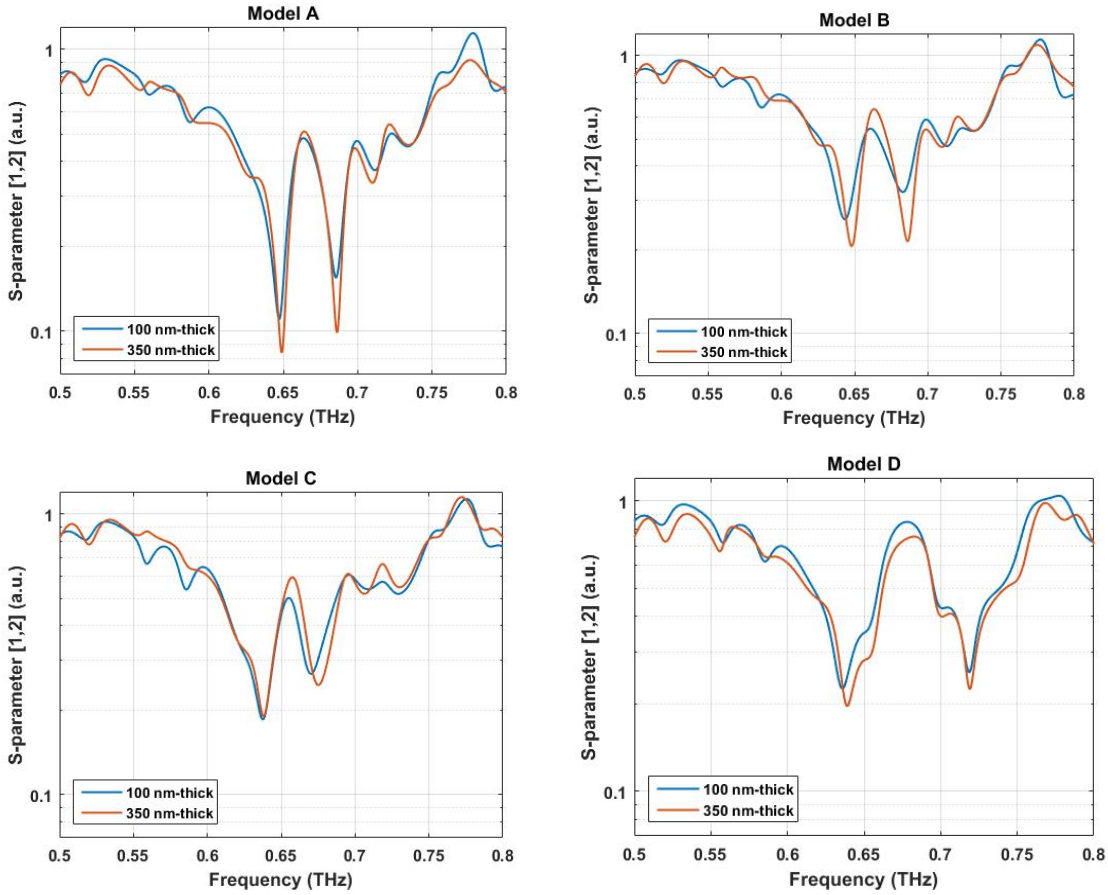 Model A
S-parameter [1,2] (a.u.)
1
0.1
100 nm-thick
350 nm-thick
0.5 0.55 0.6 0.65 0.7 0.75 0.8
Frequency (THz)
Model B
S-parameter [1,2] (a.u.)
1
0.1
100 nm-thick
350 nm-thick
0.5 0.55 0.6 0.65 0.7 0.75 0.8
Frequency (THz)
Model C
S-parameter [1,2] (a.u.)
1
0.1
100 nm-thick
350 nm-thick
0.5 0.55 0.6 0.65 0.7 0.75 0.8
Frequency (THz)
Model D
S-parameter [1,2] (a.u.)
1
0.1
100 nm-thick
350 nm-thick
0.5 0.55 0.6 0.65 0.7 0.75 0.8
Frequency (THz)